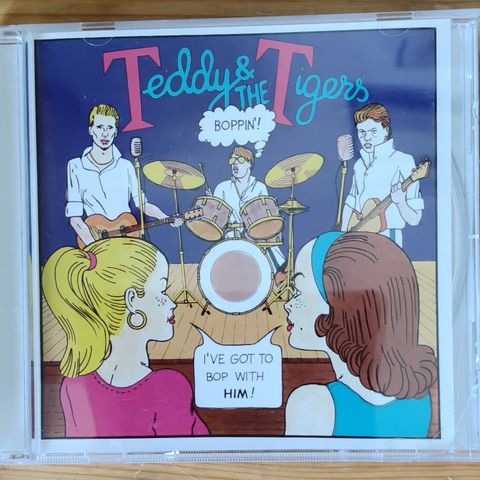 Teddy & THE Tigers
BOPPIN'!
I'VE GOT TO
BOP WITH
HIM!